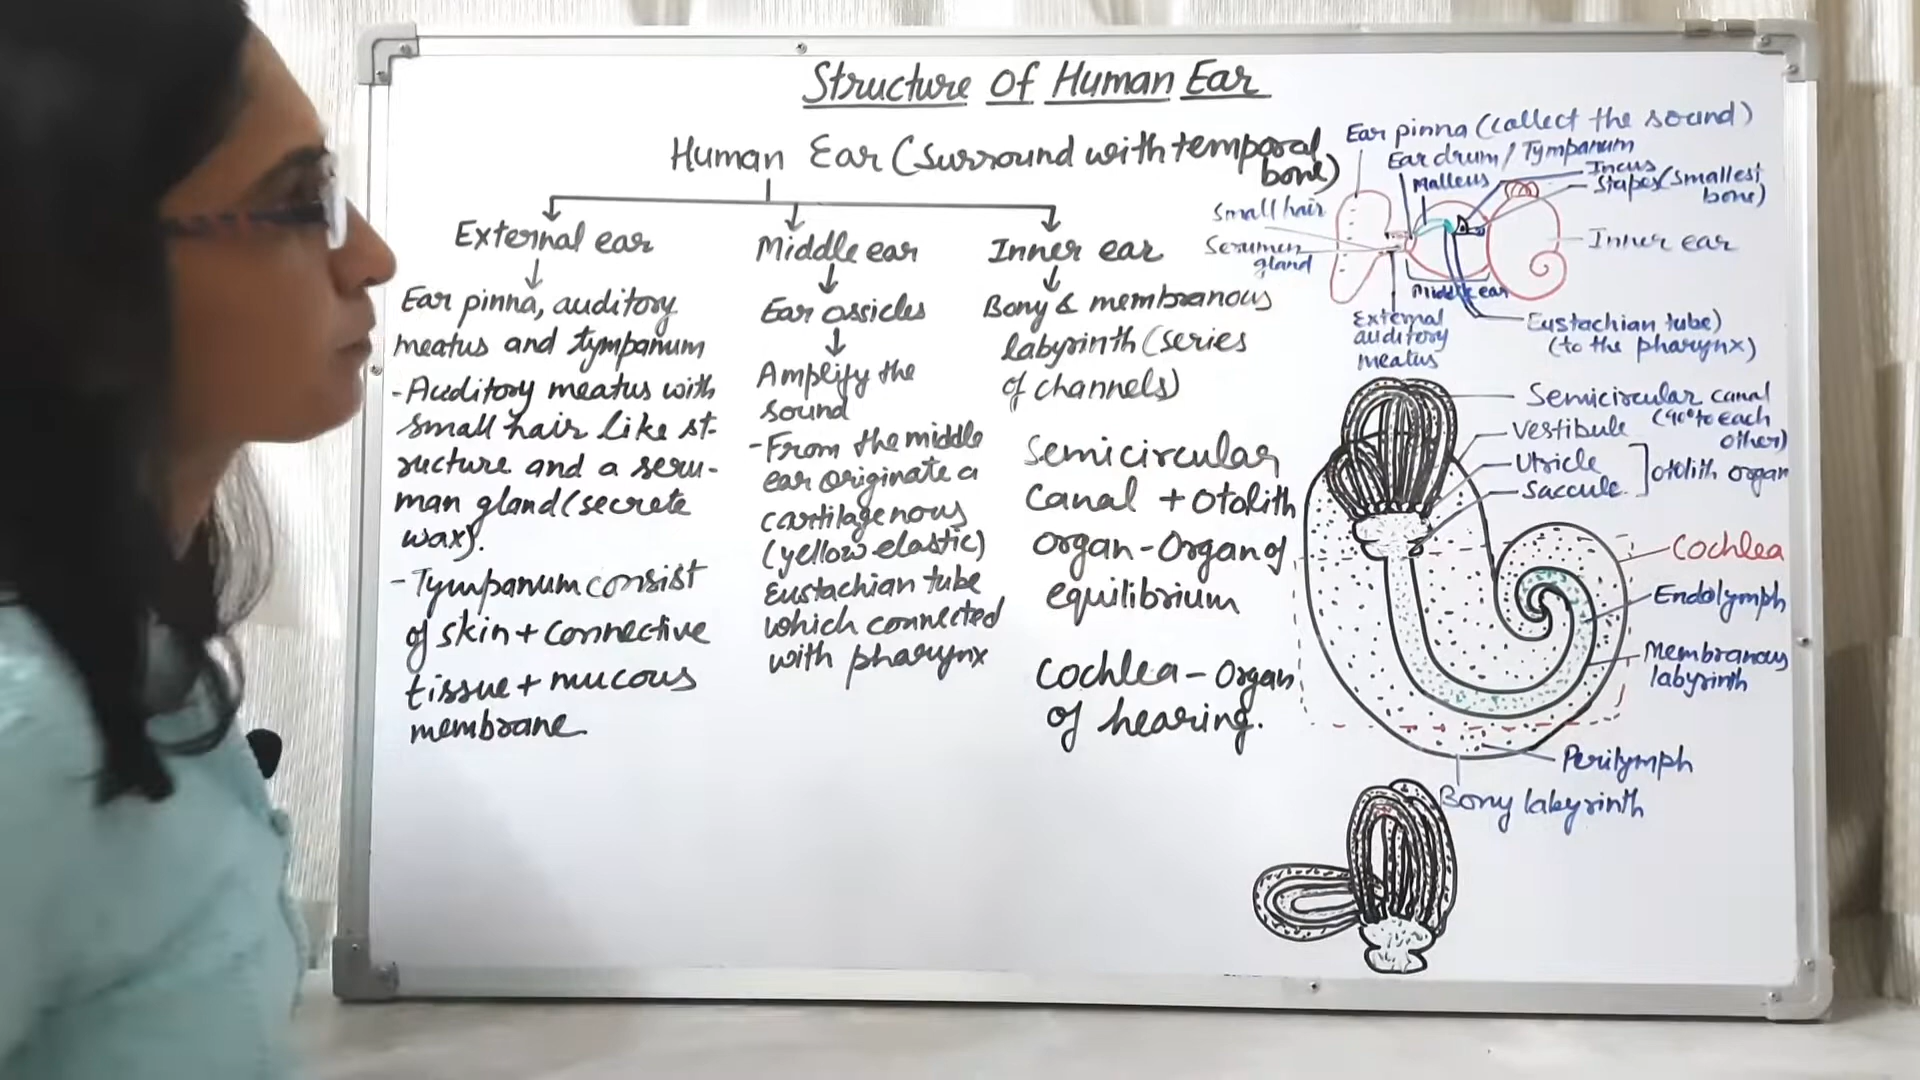 Structure Of Human Ear
Human Ear (surround with temporal
bone)
External ear
Ear pinna, auditory
meatus and tympanum
- Auditory meatus with
small hair like st-
ructure and a seru-
man gland (secrete
wax).
- Tympanum consist
of skin + connective
tissue + mucous
membrane
Middle ear
Ear ossicles
Amplify the
sound
- From the middle
ear originate a
cartilagenous
(yellow elastic)
Eustachian tube
which connected
with pharynx
Inner ear
Bony & membranous
labyrinth (series
of channels)
Semicircular
Canal + Otolith
organ - Organ of
equilibrium
Cochlea - Organ
of hearing.
Ear pinna (collect the sound)
Ear drum / Tympanum
Malleus
Incus
Stapes (smallest
bone)
Small hair
Serumen
gland
Inner ear
Middle ear
External
auditory
meatus
Eustachian tube)
(to the pharynx)
Semicircular canal
(90° to each
other)
Vestibule
Utricle
Saccule
otolith organ
Cochlea
Endolymph
Membranous
labyrinth
Perilymph
Bony labyrinth